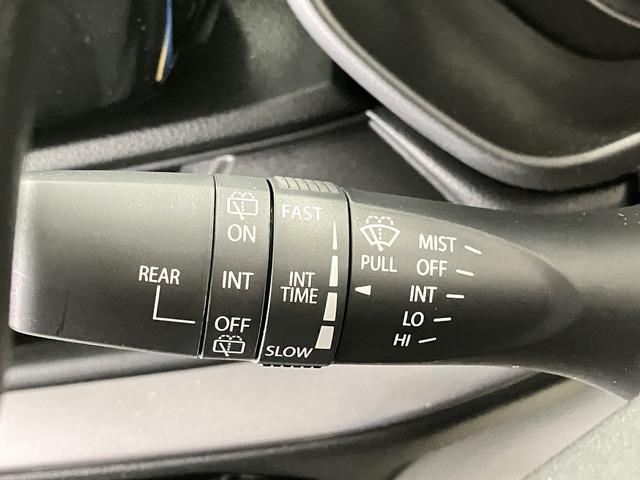 REAR
ON
INT
OFF
FAST
INT
TIME
SLOW
PULL
MIST
OFF
INT
LO
HI